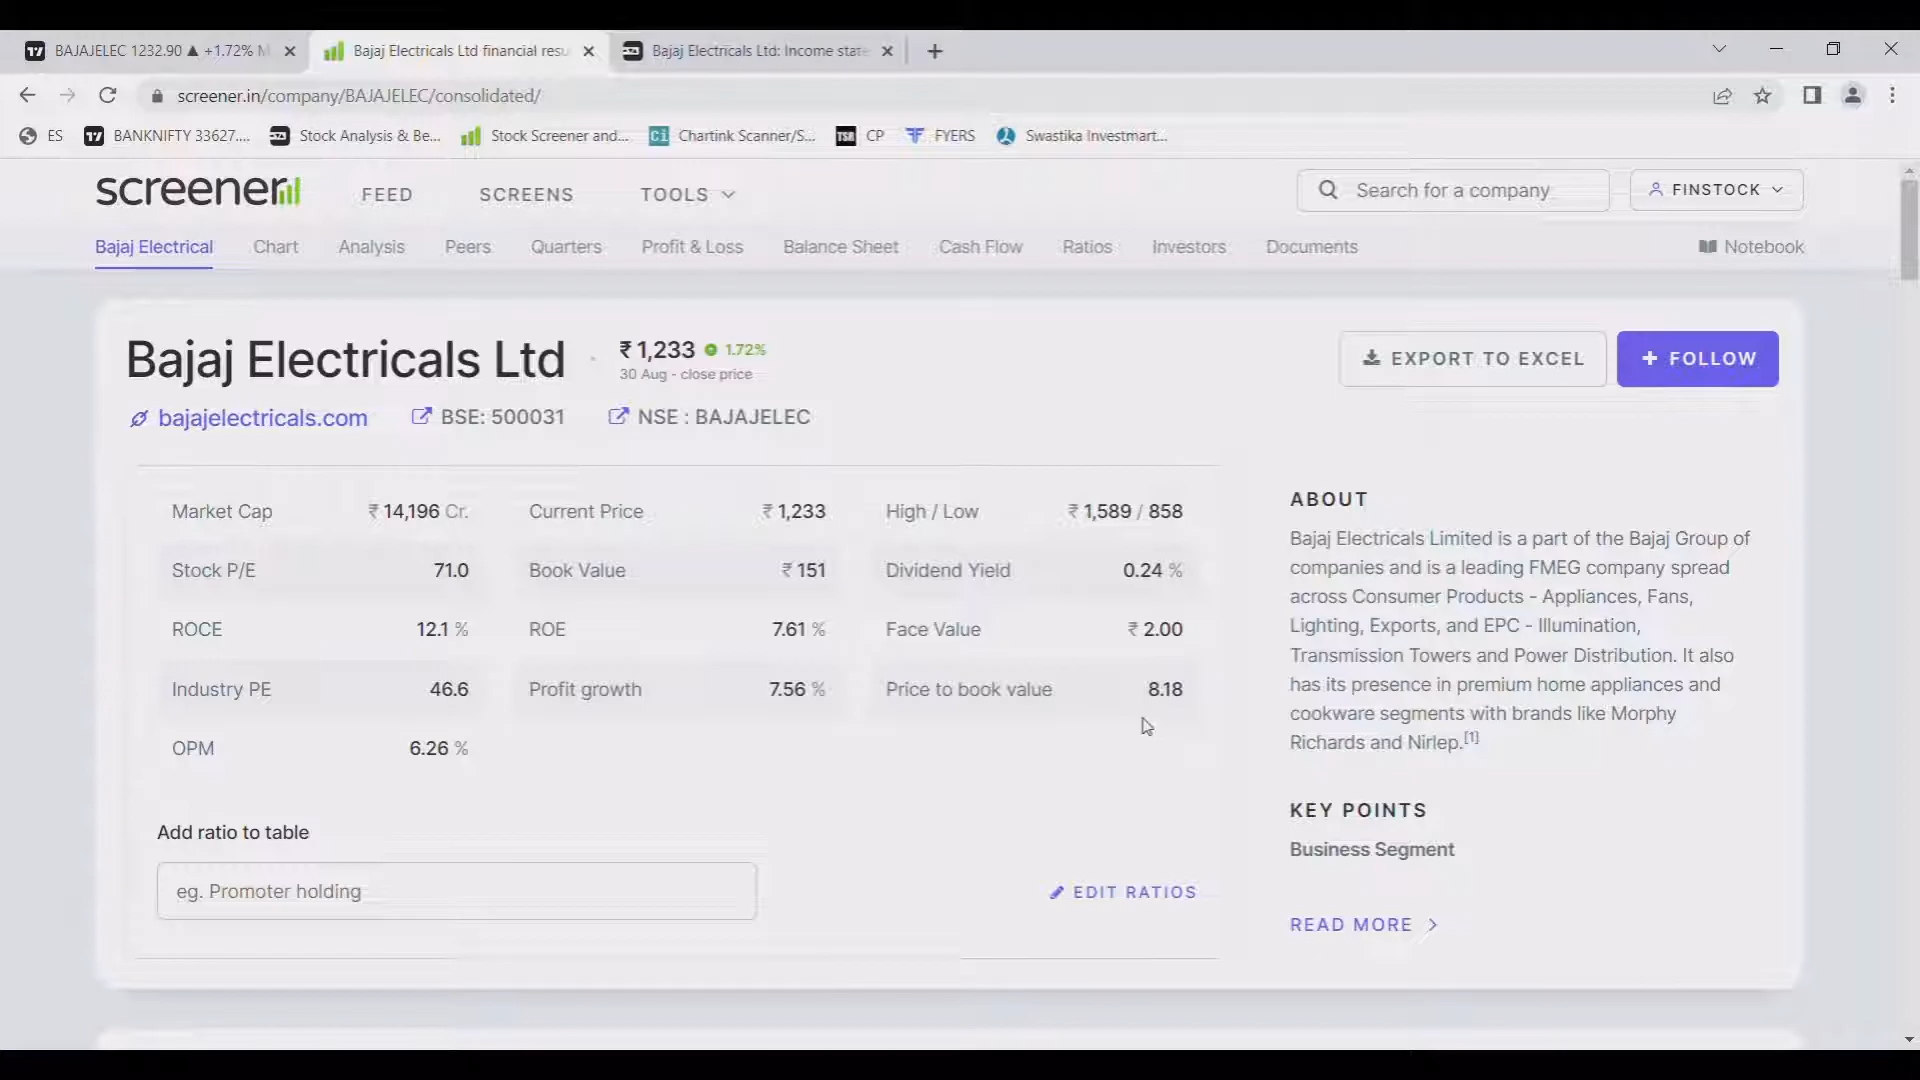 BAJAJELEC 1232.90 ▲ +1.72% M
Bajaj Electricals Ltd financial resu
Bajaj Electricals Ltd: Income state
screener.in/company/BAJAJELEC/consolidated/
ES
BANKNIFTY 33627....
Stock Analysis & Be...
Stock Screener and...
Chartink Scanner/S...
CP
FYERS
Swastika Investmart...
screener
FEED
SCREENS
TOOLS
Search for a company
FINSTOCK
Bajaj Electrical
Chart
Analysis
Peers
Quarters
Profit & Loss
Balance Sheet
Cash Flow
Ratios
Investors
Documents
Notebook
Bajaj Electricals Ltd
₹ 1,233 1.72%
30 Aug - close price
EXPORT TO EXCEL
+ FOLLOW
bajajelectricals.com
BSE: 500031
NSE : BAJAJELEC
Market Cap ₹ 14,196 Cr.
Current Price ₹ 1,233
High / Low ₹ 1,589 / 858
Stock P/E 71.0
Book Value ₹ 151
Dividend Yield 0.24 %
ROCE 12.1 %
ROE 7.61 %
Face Value ₹ 2.00
Industry PE 46.6
Profit growth 7.56 %
Price to book value 8.18
OPM 6.26 %
Add ratio to table
eg. Promoter holding
EDIT RATIOS
ABOUT
Bajaj Electricals Limited is a part of the Bajaj Group of
companies and is a leading FMEG company spread
across Consumer Products - Appliances, Fans,
Lighting, Exports, and EPC - Illumination,
Transmission Towers and Power Distribution. It also
has its presence in premium home appliances and
cookware segments with brands like Morphy
Richards and Nirlep.[1]
KEY POINTS
Business Segment
READ MORE